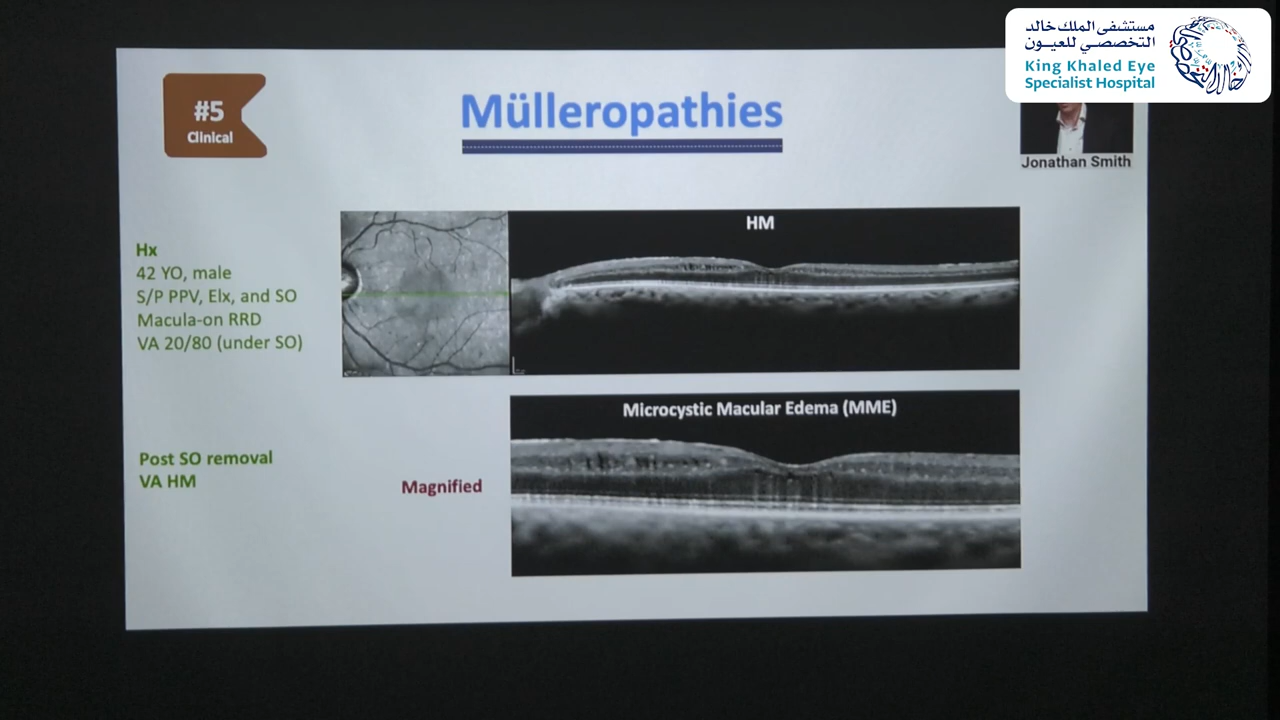 مستشفى الملك خالد
التخصصي للعيون
King Khaled Eye
Specialist Hospital
#5
Clinical
Mülleropathies
Jonathan Smith
HM
Hx
42 YO, male
S/P PPV, Elx, and SO
Macula-on RRD
VA 20/80 (under SO)
Microcystic Macular Edema (MME)
Post SO removal
VA HM
Magnified